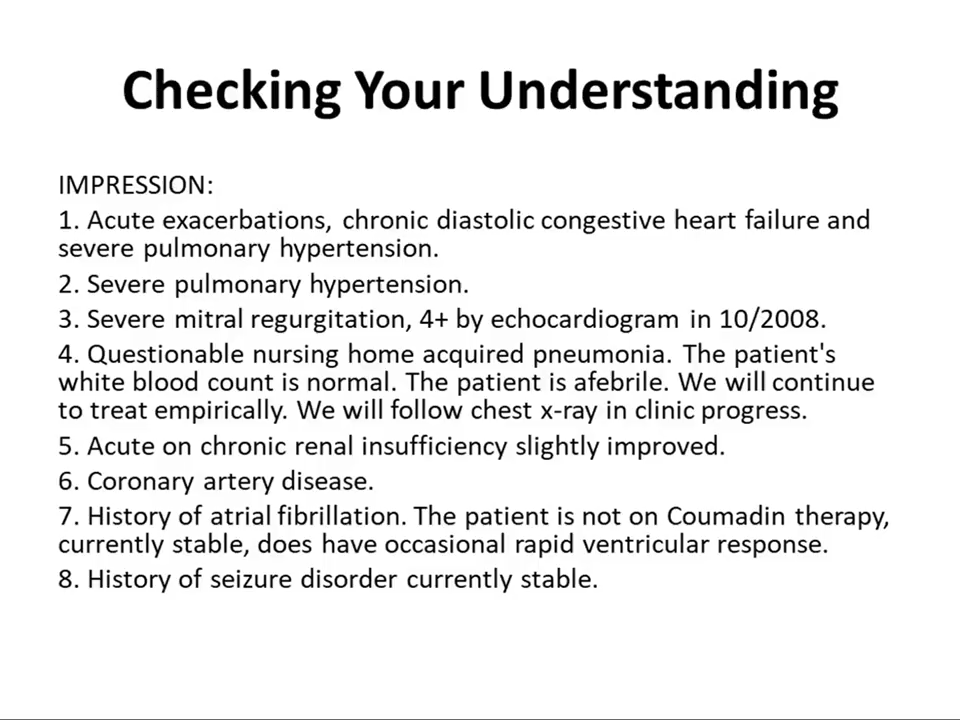 Checking Your Understanding
IMPRESSION:
1. Acute exacerbations, chronic diastolic congestive heart failure and
severe pulmonary hypertension.
2. Severe pulmonary hypertension.
3. Severe mitral regurgitation, 4+ by echocardiogram in 10/2008.
4. Questionable nursing home acquired pneumonia. The patient's
white blood count is normal. The patient is afebrile. We will continue
to treat empirically. We will follow chest x-ray in clinic progress.
5. Acute on chronic renal insufficiency slightly improved.
6. Coronary artery disease.
7. History of atrial fibrillation. The patient is not on Coumadin therapy,
currently stable, does have occasional rapid ventricular response.
8. History of seizure disorder currently stable.